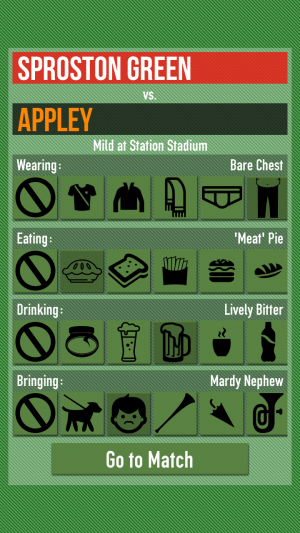 SPROSTON GREEN
vs.
APPLEY
Mild at Station Stadium
Wearing: Bare Chest
Eating: 'Meat' Pie
Drinking: Lively Bitter
Bringing: Mardy Nephew
Go to Match